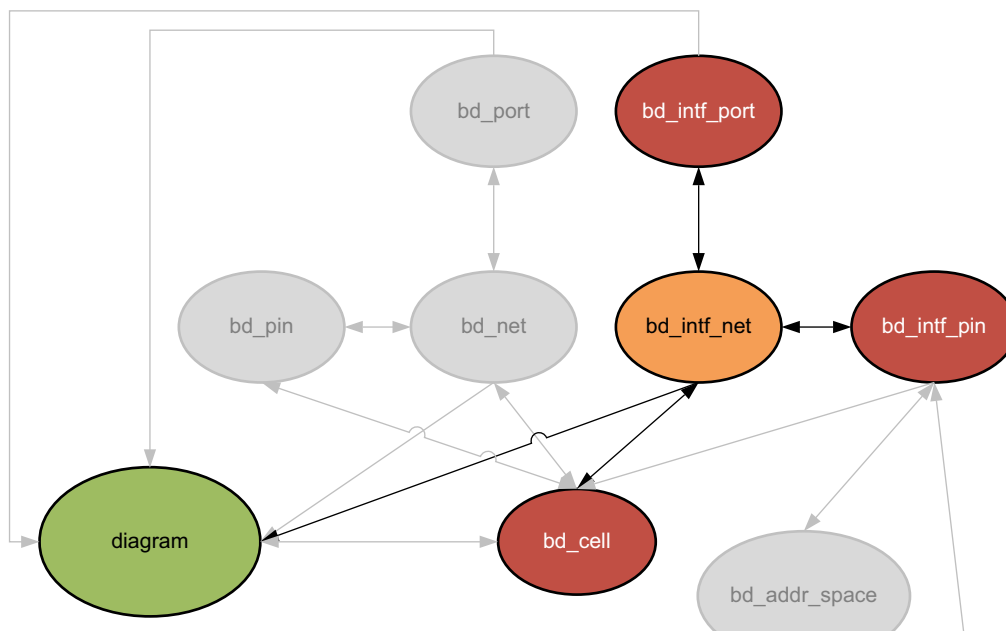 bd_port
bd_intf_port
bd_pin
bd_net
bd_intf_net
bd_intf_pin
diagram
bd_cell
bd_addr_space